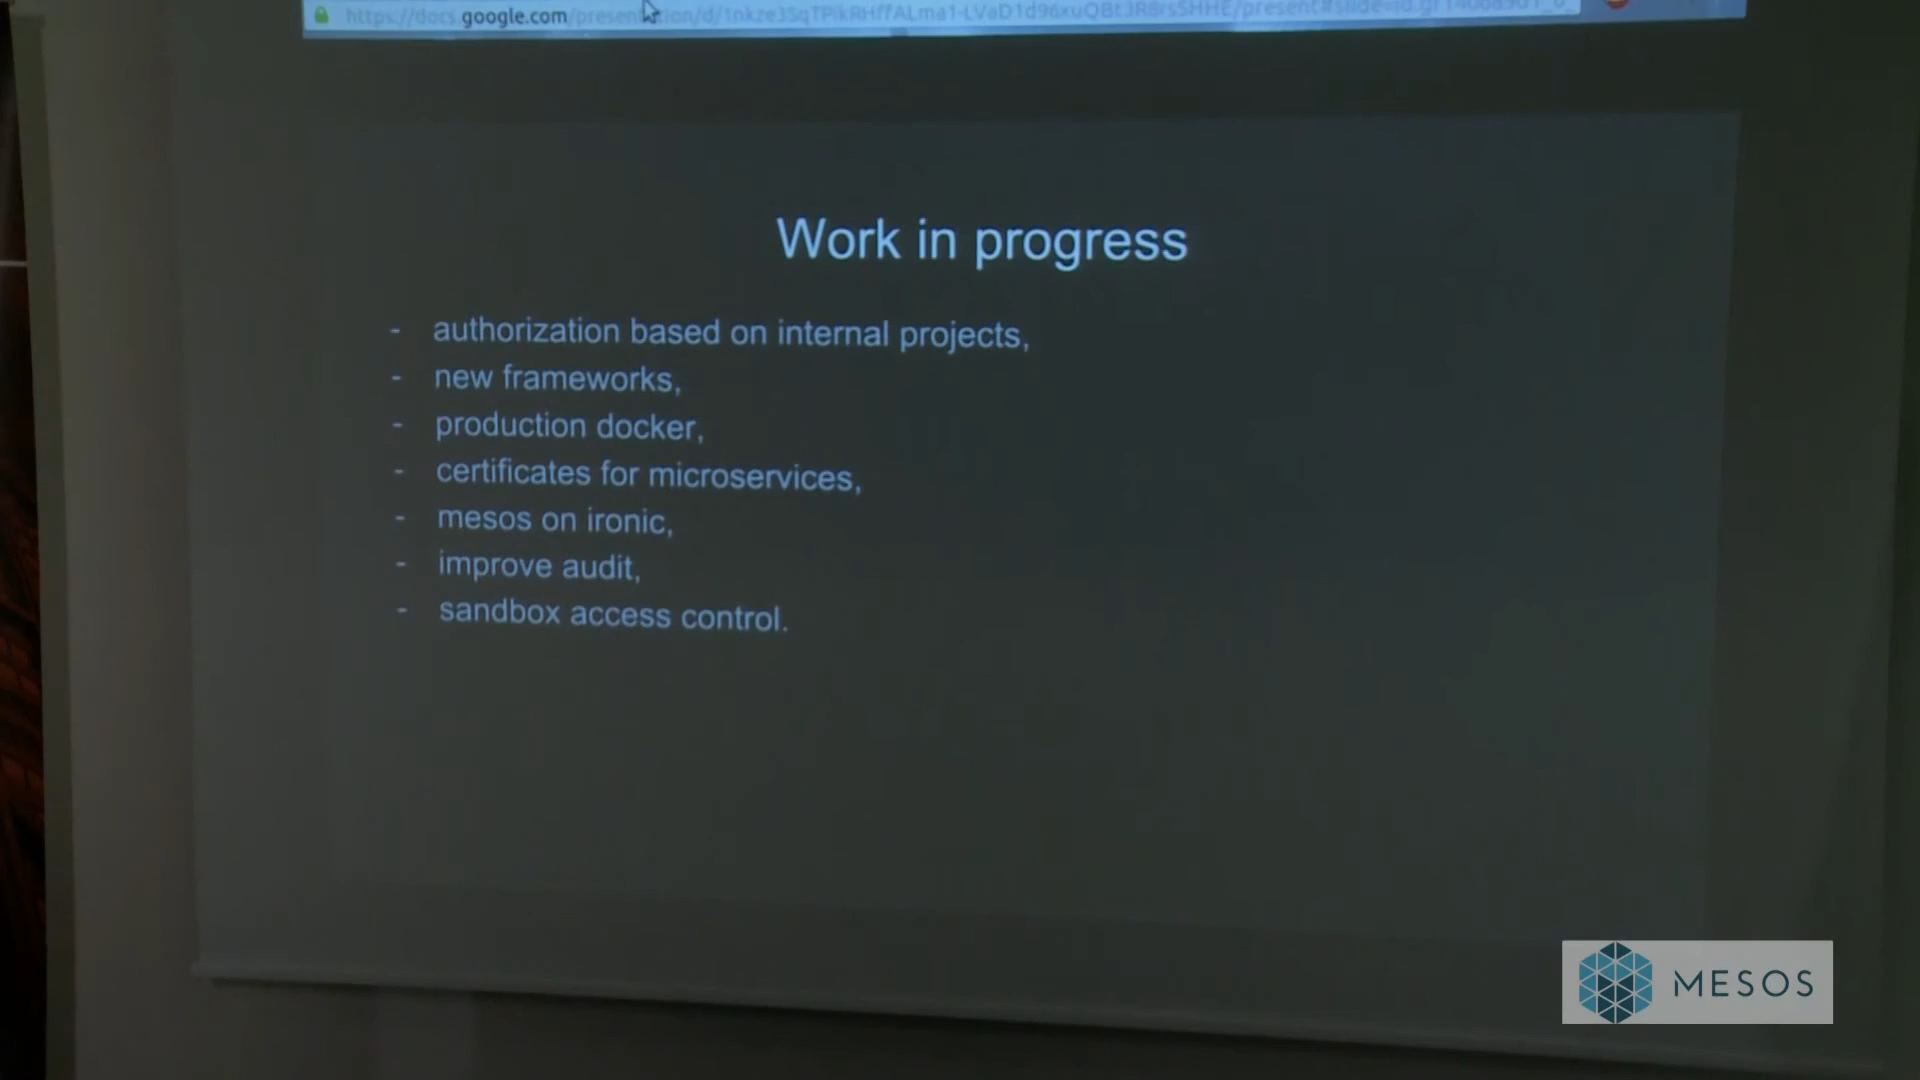 google.com
Work in progress
- authorization based on internal projects,
- new frameworks,
- production docker,
- certificates for microservices,
- mesos on ironic,
- improve audit,
- sandbox access control.
MESOS